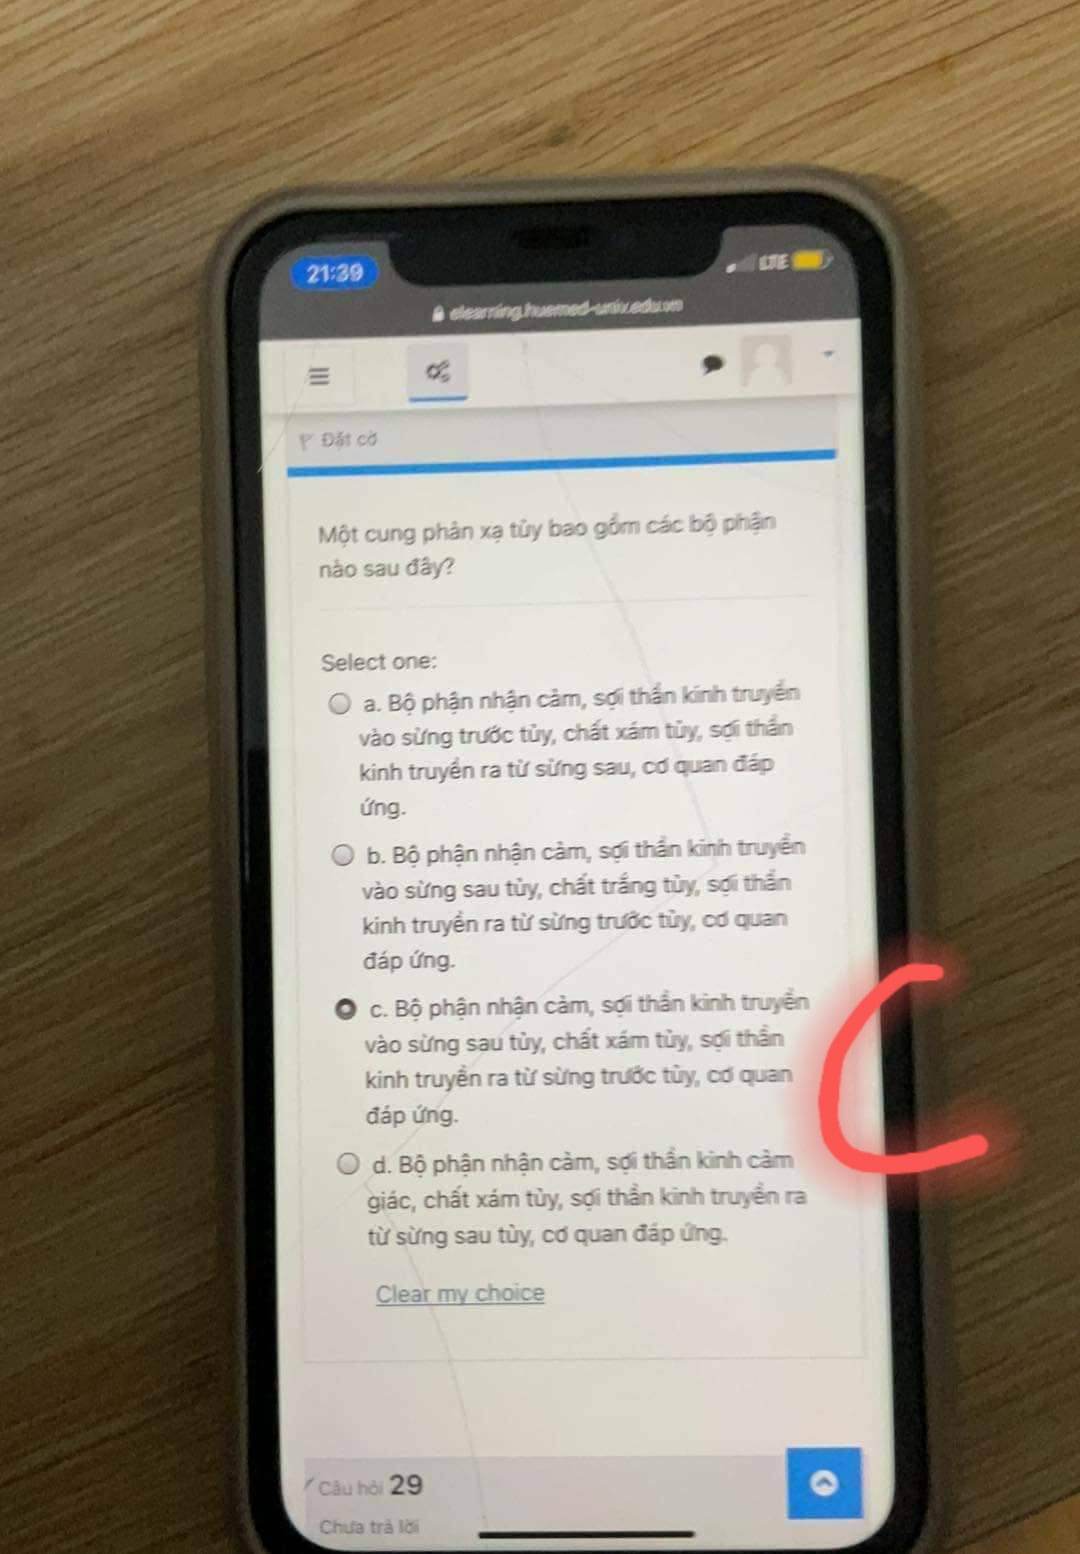 21:39
LTE
elearning.huemed-univ.edu.vn
Đặt cờ
Một cung phản xạ tủy bao gồm các bộ phận
nào sau đây?
Select one:
a. Bộ phận nhận cảm, sợi thần kinh truyền
vào sừng trước tủy, chất xám tủy, sợi thần
kinh truyền ra từ sừng sau, cơ quan đáp
ứng.
b. Bộ phận nhận cảm, sợi thần kinh truyền
vào sừng sau tủy, chất trắng tủy, sợi thần
kinh truyền ra từ sừng trước tủy, cơ quan
đáp ứng.
c. Bộ phận nhận cảm, sợi thần kinh truyền
vào sừng sau tủy, chất xám tủy, sợi thần
kinh truyền ra từ sừng trước tủy, cơ quan
đáp ứng.
C
d. Bộ phận nhận cảm, sợi thần kinh cảm
giác, chất xám tủy, sợi thần kinh truyền ra
từ sừng sau tủy, cơ quan đáp ứng.
Clear my choice
Câu hỏi 29
Chưa trả lời